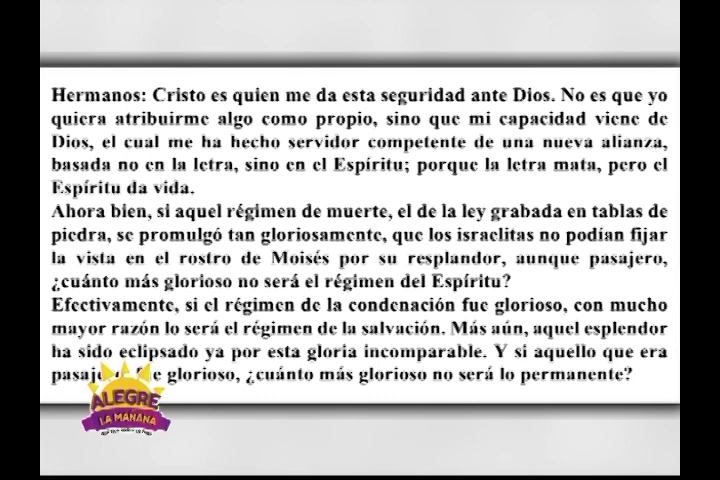 Hermanos: Cristo es quien me da esta seguridad ante Dios. No es que yo
quiera atribuirme algo como propio, sino que mi capacidad viene de
Dios, el cual me ha hecho servidor competente de una nueva alianza,
basada no en la letra, sino en el Espíritu; porque la letra mata, pero el
Espíritu da vida.
Ahora bien, si aquel régimen de muerte, el de la ley grabada en tablas de
piedra, se promulgó tan gloriosamente, que los israelitas no podían fijar
la vista en el rostro de Moisés por su resplandor, aunque pasajero,
¿cuánto más glorioso no será el régimen del Espíritu?
Efectivamente, si el régimen de la condenación fue glorioso, con mucho
mayor razón lo será el régimen de la salvación. Más aún, aquel esplendor
ha sido eclipsado ya por esta gloria incomparable. Y si aquello que era
glorioso, ¿cuánto más glorioso no será lo permanente?
ALEGRE
LA MAÑANA